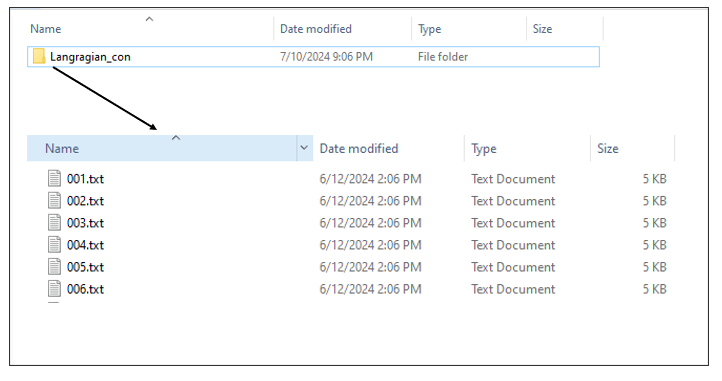 Name Date modified Type Size
Langragian_con 7/10/2024 9:06 PM File folder
Name Date modified Type Size
001.txt 6/12/2024 2:06 PM Text Document 5 KB
002.txt 6/12/2024 2:06 PM Text Document 5 KB
003.txt 6/12/2024 2:06 PM Text Document 5 KB
004.txt 6/12/2024 2:06 PM Text Document 5 KB
005.txt 6/12/2024 2:06 PM Text Document 5 KB
006.txt 6/12/2024 2:06 PM Text Document 5 KB